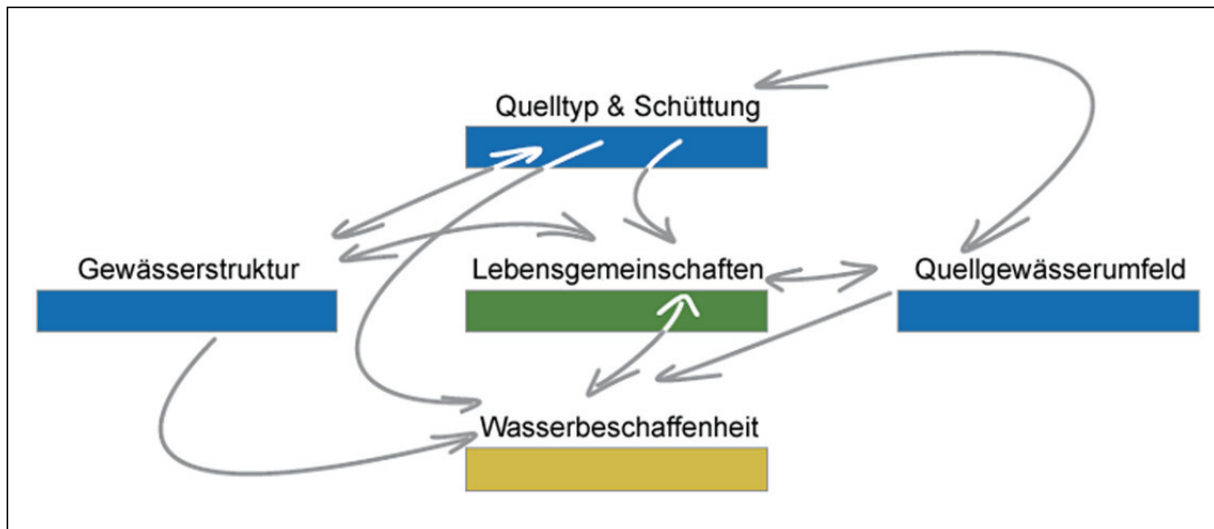 Quelltyp & Schüttung
Gewässerstruktur
Lebensgemeinschaften
Quellgewässerumfeld
Wasserbeschaffenheit